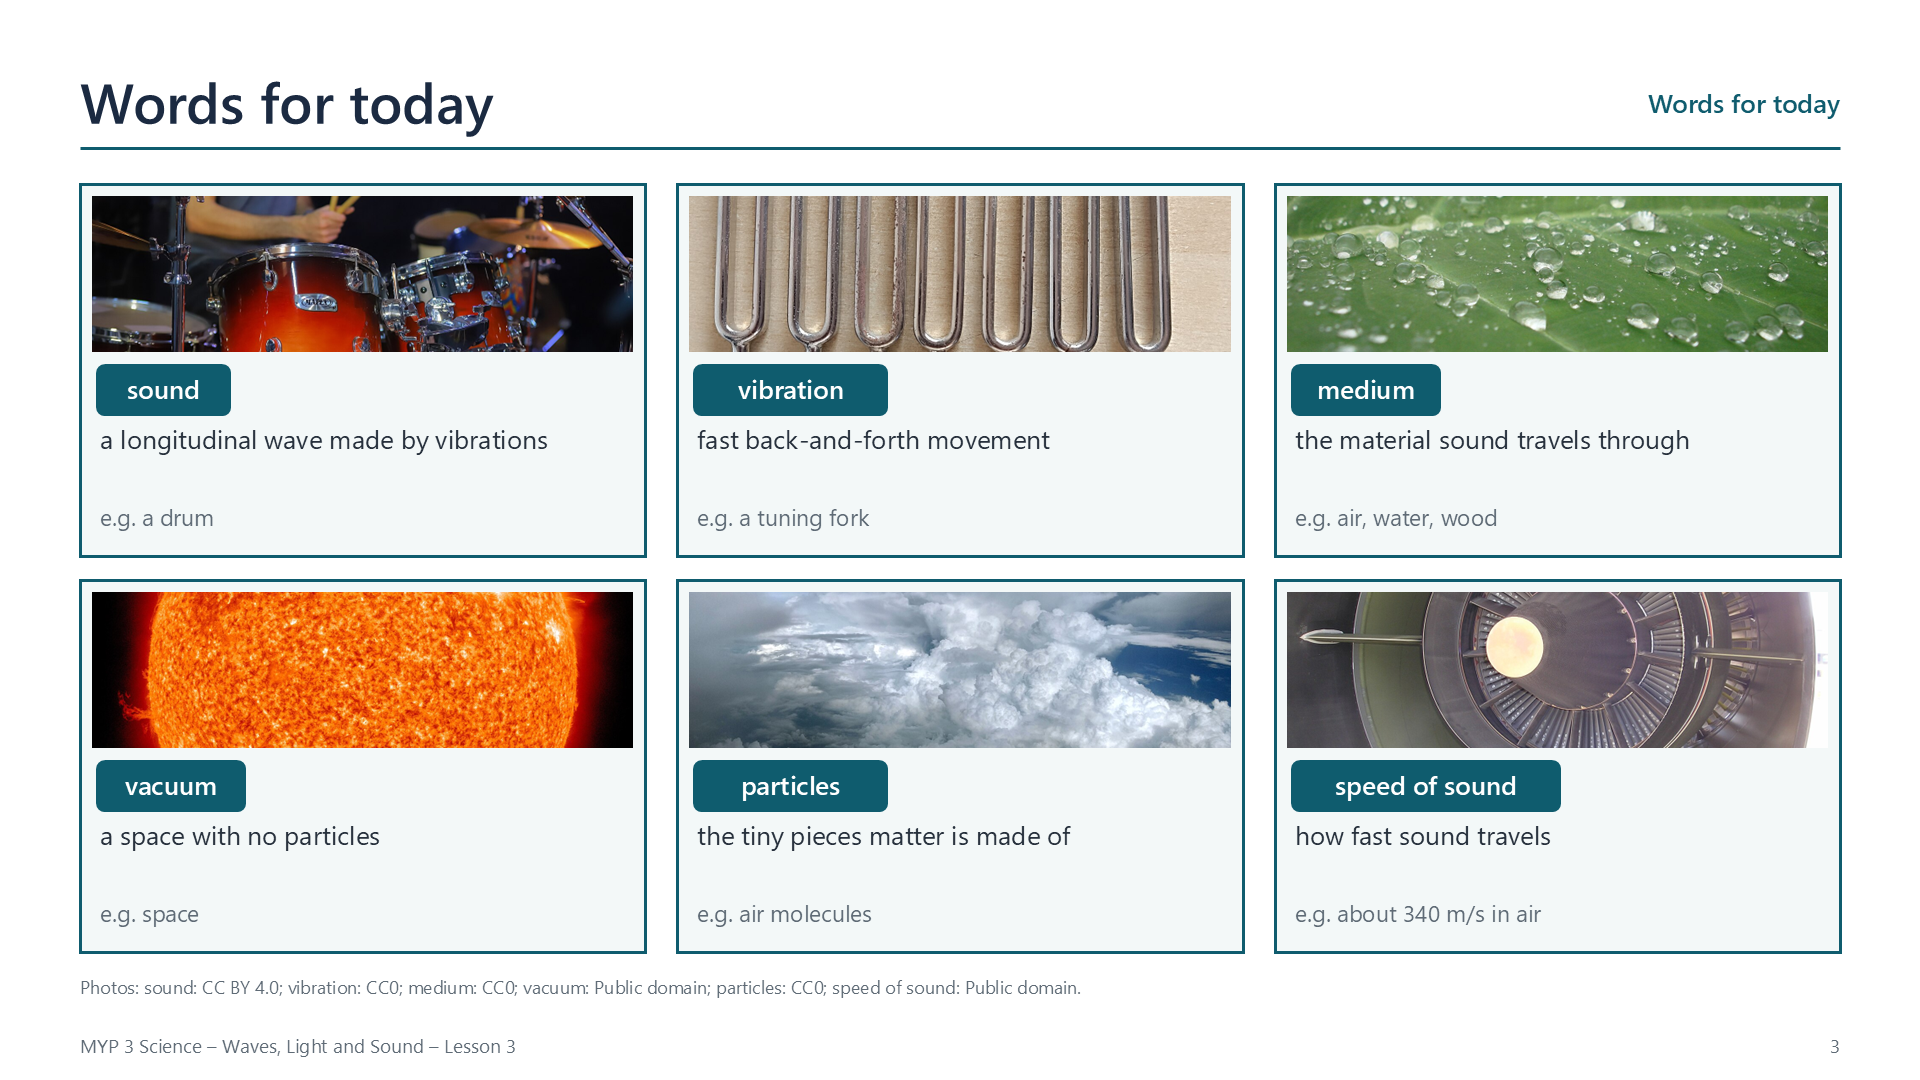 Words for today
Words for today
sound
a longitudinal wave made by vibrations
e.g. a drum
vibration
fast back-and-forth movement
e.g. a tuning fork
medium
the material sound travels through
e.g. air, water, wood
vacuum
a space with no particles
e.g. space
particles
the tiny pieces matter is made of
e.g. air molecules
speed of sound
how fast sound travels
e.g. about 340 m/s in air
Photos: sound: CC BY 4.0; vibration: CC0; medium: CC0; vacuum: Public domain; particles: CC0; speed of sound: Public domain.
MYP 3 Science – Waves, Light and Sound – Lesson 3
3